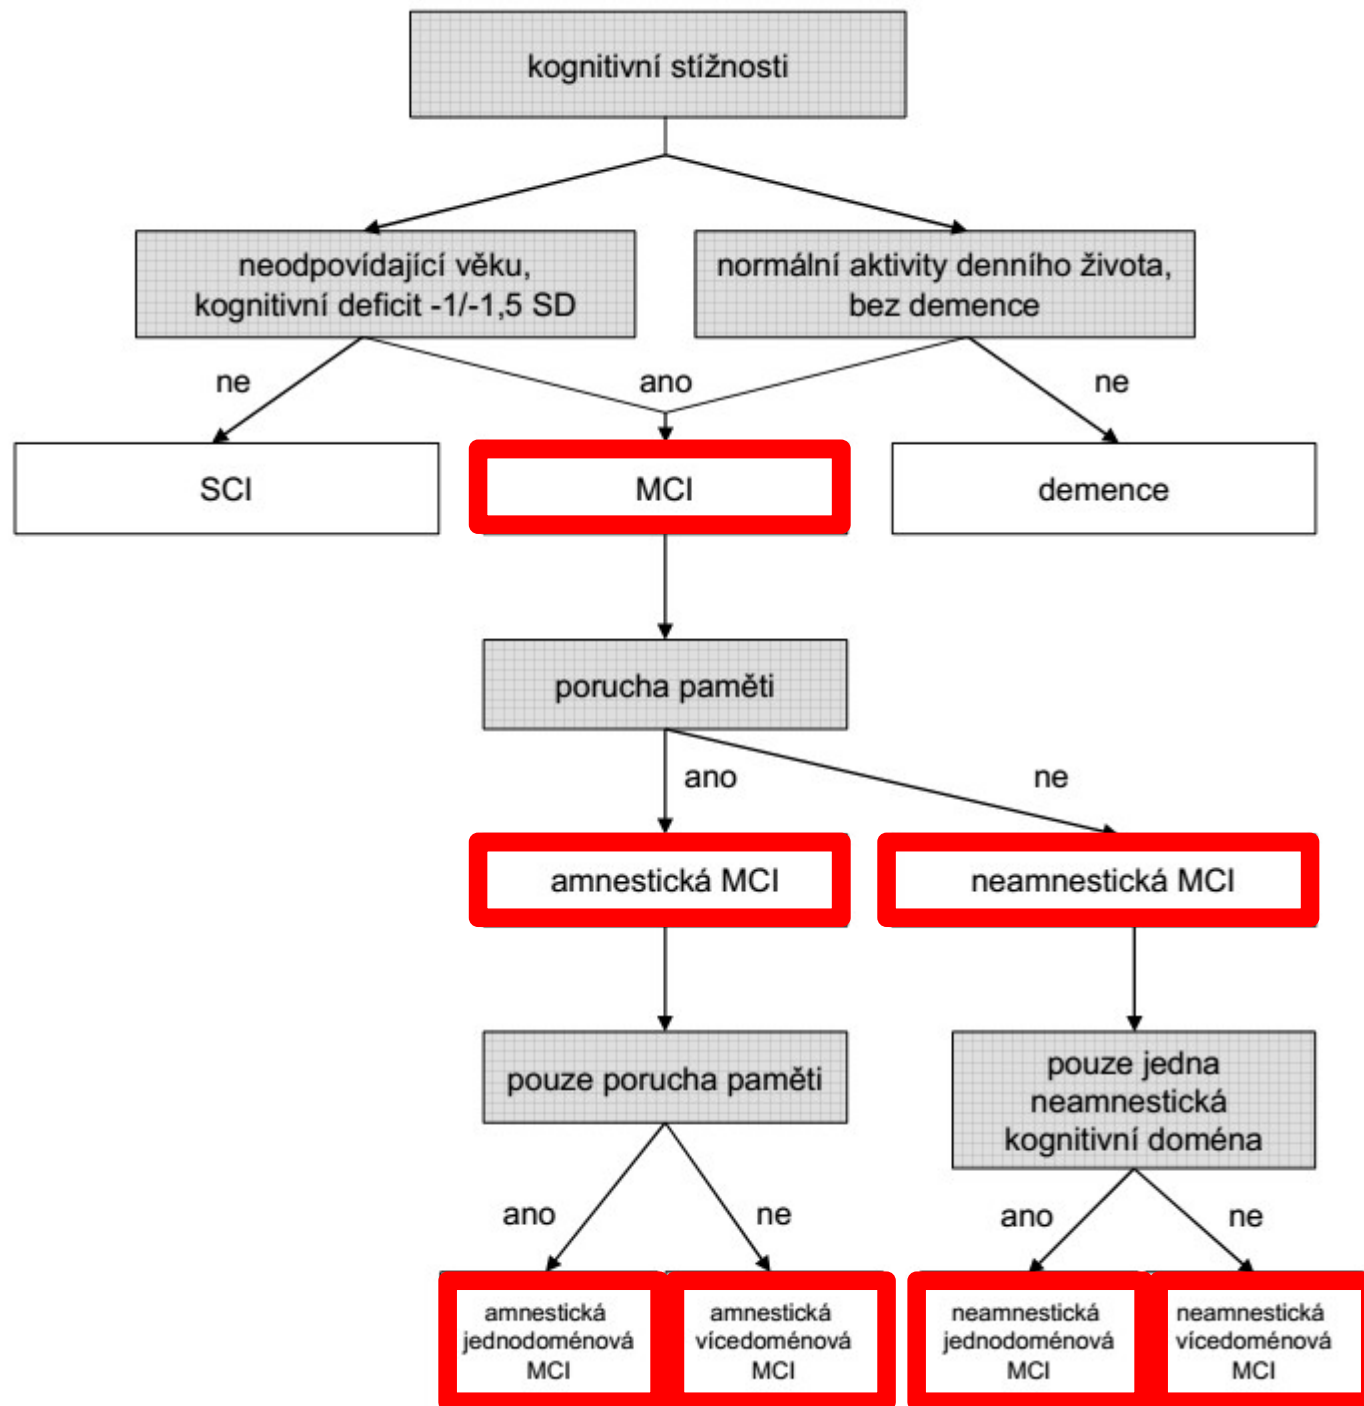 kognitivní stížnosti
neodpovídající věku,
kognitivní deficit -1/-1,5 SD
normální aktivity denního života,
bez demence
ne
ano
ne
SCI
MCI
demence
porucha paměti
ano
ne
amnestická MCI
neamnestická MCI
pouze porucha paměti
pouze jedna
neamnestická
kognitivní doména
ano
ne
ano
ne
amnestická
jednodoménová
MCI
amnestická
vícedoménová
MCI
neamnestická
jednodoménová
MCI
neamnestická
vícedoménová
MCI